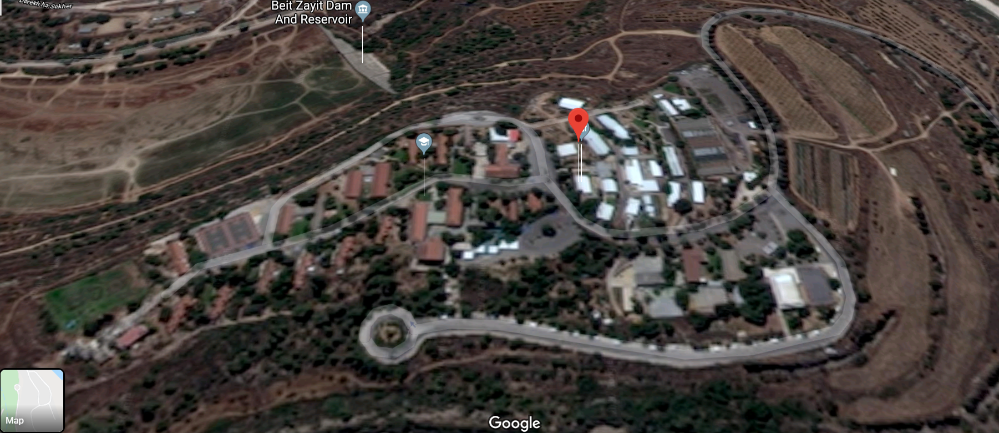 Derekh ha-Sekher
Beit Zayit Dam
And Reservoir
Map
Google